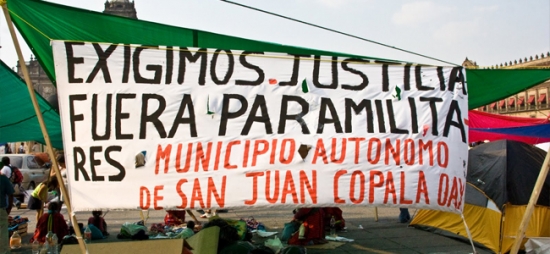 EXIGIMOS JUSTICIA
FUERA PARAMILITA
RES MUNICIPIO AUTONOMO
DE SAN JUAN COPALA OAX